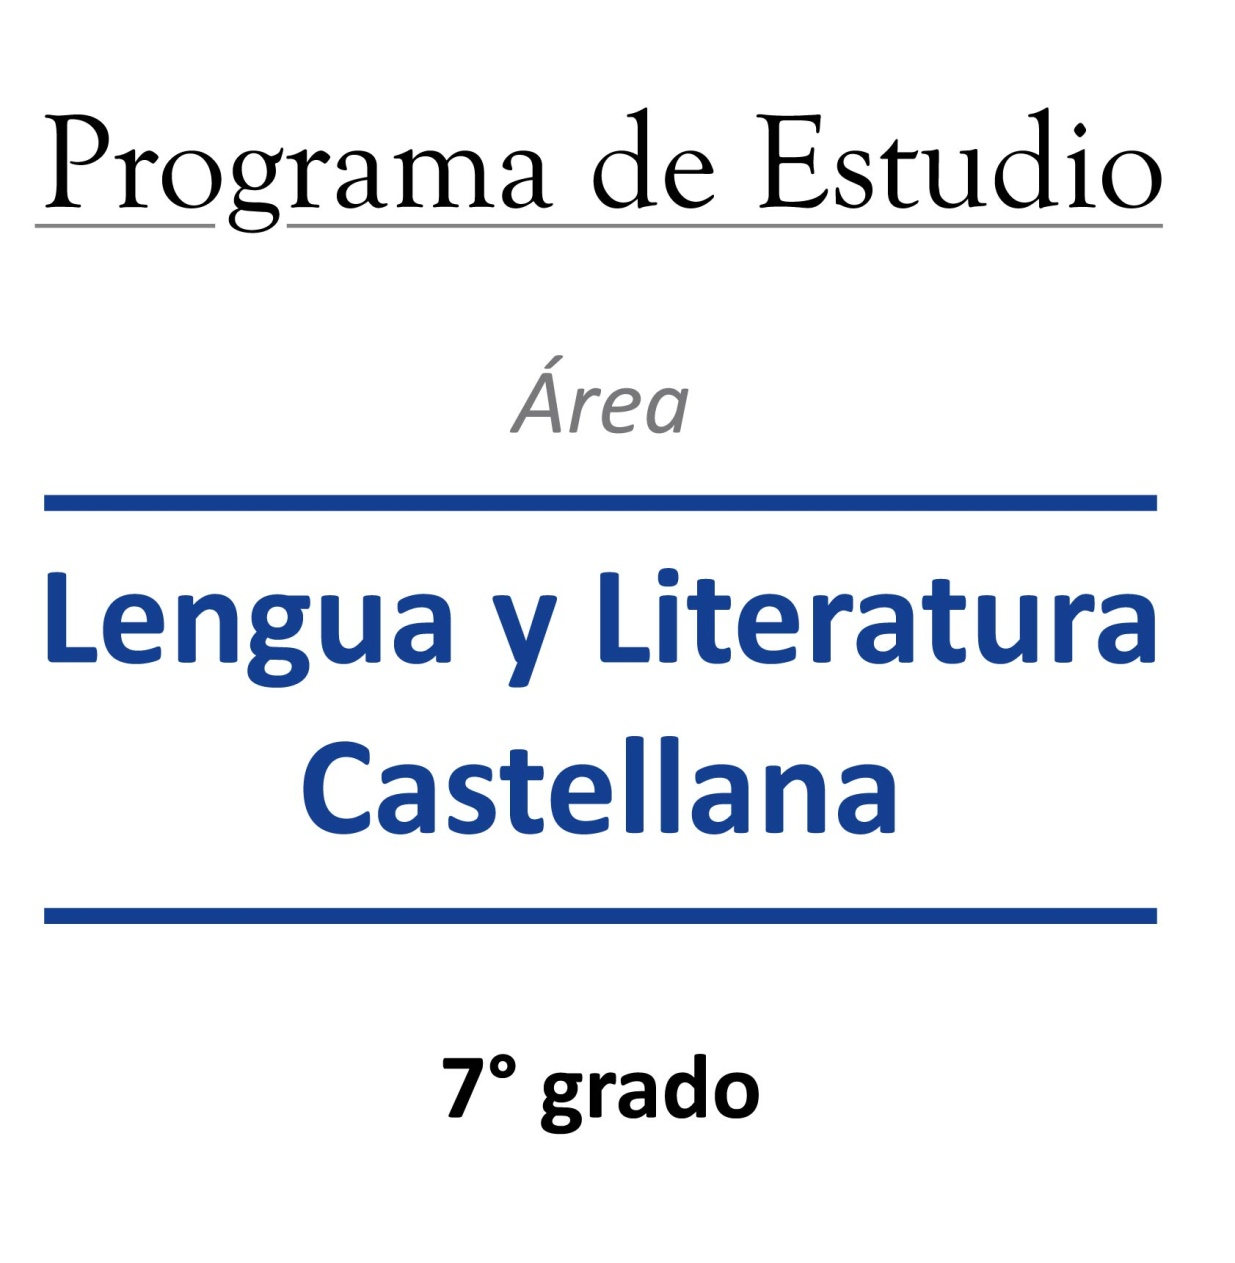 Programa de Estudio
Área
Lengua y Literatura
Castellana
7° grado